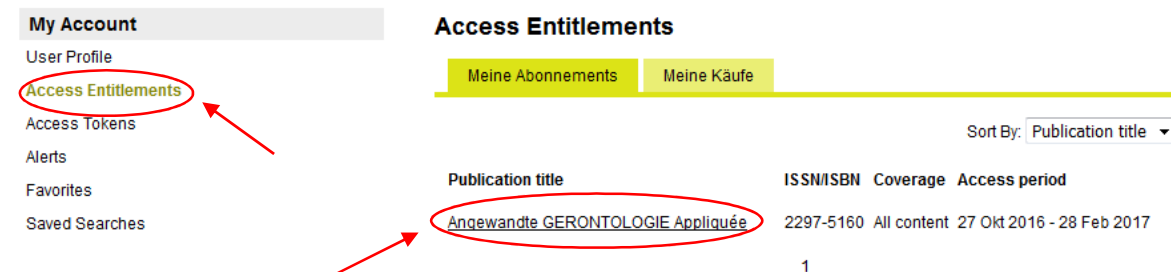 My Account
User Profile
Access Entitlements
Access Tokens
Alerts
Favorites
Saved Searches
Access Entitlements
Meine Abonnements Meine Käufe
Sort By: Publication title
Publication title ISSN/ISBN Coverage Access period
Angewandte GERONTOLOGIE Appliquée 2297-5160 All content 27 Okt 2016 - 28 Feb 2017
1